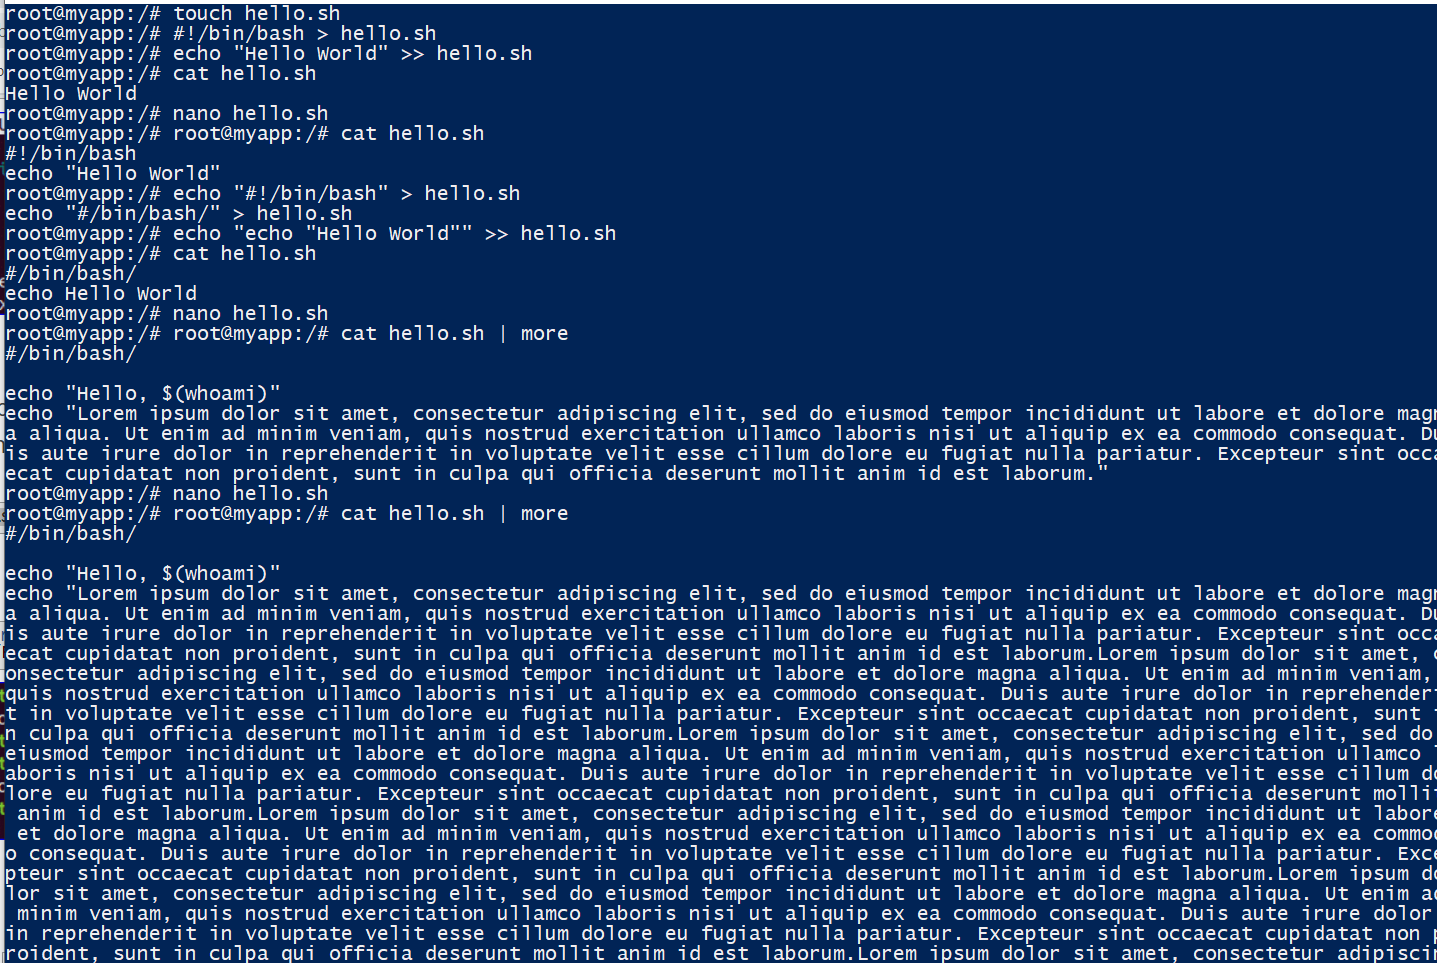 root@myapp:/# touch hello.sh
root@myapp:/# #!/bin/bash > hello.sh
root@myapp:/# echo "Hello World" >> hello.sh
root@myapp:/# cat hello.sh
Hello World
root@myapp:/# nano hello.sh
root@myapp:/# root@myapp:/# cat hello.sh
#!/bin/bash
echo "Hello World"
root@myapp:/# echo "#!/bin/bash" > hello.sh
echo "#/bin/bash/" > hello.sh
root@myapp:/# echo "echo "Hello World"" >> hello.sh
root@myapp:/# cat hello.sh
#/bin/bash/
echo Hello World
root@myapp:/# nano hello.sh
root@myapp:/# root@myapp:/# cat hello.sh | more
#/bin/bash/
echo "Hello, $(whoami)"
echo "Lorem ipsum dolor sit amet, consectetur adipiscing elit, sed do eiusmod tempor incididunt ut labore et dolore magn
a aliqua. Ut enim ad minim veniam, quis nostrud exercitation ullamco laboris nisi ut aliquip ex ea commodo consequat. Du
is aute irure dolor in reprehenderit in voluptate velit esse cillum dolore eu fugiat nulla pariatur. Excepteur sint occa
ecat cupidatat non proident, sunt in culpa qui officia deserunt mollit anim id est laborum."
root@myapp:/# nano hello.sh
root@myapp:/# root@myapp:/# cat hello.sh | more
#/bin/bash/
echo "Hello, $(whoami)"
echo "Lorem ipsum dolor sit amet, consectetur adipiscing elit, sed do eiusmod tempor incididunt ut labore et dolore magn
a aliqua. Ut enim ad minim veniam, quis nostrud exercitation ullamco laboris nisi ut aliquip ex ea commodo consequat. Du
is aute irure dolor in reprehenderit in voluptate velit esse cillum dolore eu fugiat nulla pariatur. Excepteur sint occa
ecat cupidatat non proident, sunt in culpa qui officia deserunt mollit anim id est laborum.Lorem ipsum dolor sit amet, c
onsectetur adipiscing elit, sed do eiusmod tempor incididunt ut labore et dolore magna aliqua. Ut enim ad minim veniam,
quis nostrud exercitation ullamco laboris nisi ut aliquip ex ea commodo consequat. Duis aute irure dolor in reprehenderi
t in voluptate velit esse cillum dolore eu fugiat nulla pariatur. Excepteur sint occaecat cupidatat non proident, sunt i
n culpa qui officia deserunt mollit anim id est laborum.Lorem ipsum dolor sit amet, consectetur adipiscing elit, sed do
eiusmod tempor incididunt ut labore et dolore magna aliqua. Ut enim ad minim veniam, quis nostrud exercitation ullamco l
aboris nisi ut aliquip ex ea commodo consequat. Duis aute irure dolor in reprehenderit in voluptate velit esse cillum do
lore eu fugiat nulla pariatur. Excepteur sint occaecat cupidatat non proident, sunt in culpa qui officia deserunt mollit
anim id est laborum.Lorem ipsum dolor sit amet, consectetur adipiscing elit, sed do eiusmod tempor incididunt ut labore
et dolore magna aliqua. Ut enim ad minim veniam, quis nostrud exercitation ullamco laboris nisi ut aliquip ex ea commod
o consequat. Duis aute irure dolor in reprehenderit in voluptate velit esse cillum dolore eu fugiat nulla pariatur. Exce
pteur sint occaecat cupidatat non proident, sunt in culpa qui officia deserunt mollit anim id est laborum.Lorem ipsum do
lor sit amet, consectetur adipiscing elit, sed do eiusmod tempor incididunt ut labore et dolore magna aliqua. Ut enim ad
minim veniam, quis nostrud exercitation ullamco laboris nisi ut aliquip ex ea commodo consequat. Duis aute irure dolor
in reprehenderit in voluptate velit esse cillum dolore eu fugiat nulla pariatur. Excepteur sint occaecat cupidatat non p
roident, sunt in culpa qui officia deserunt mollit anim id est laborum.Lorem ipsum dolor sit amet, consectetur adipiscin